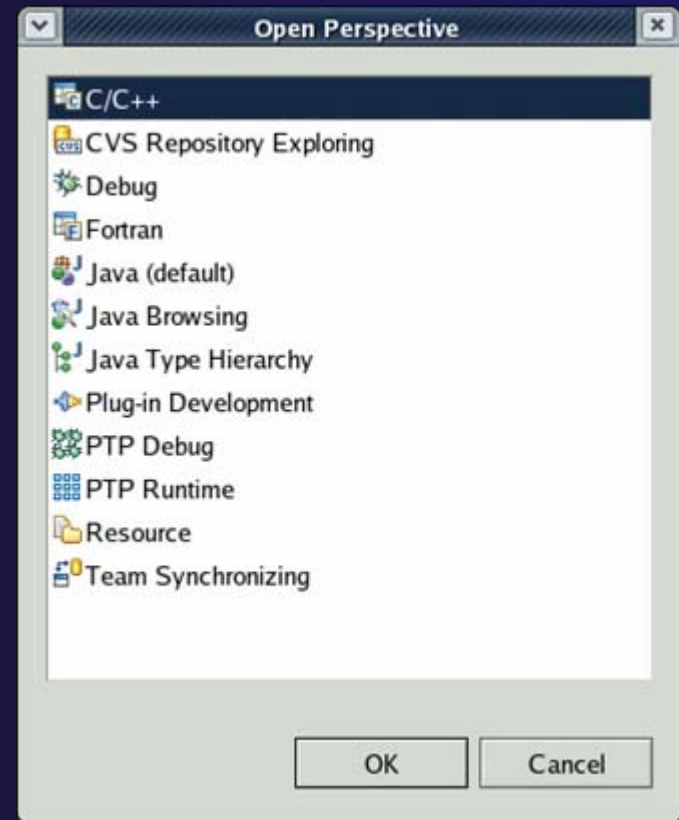 Open Perspective
C/C++
CVS Repository Exploring
Debug
Fortran
Java (default)
Java Browsing
Java Type Hierarchy
Plug-in Development
PTP Debug
PTP Runtime
Resource
Team Synchronizing
OK Cancel